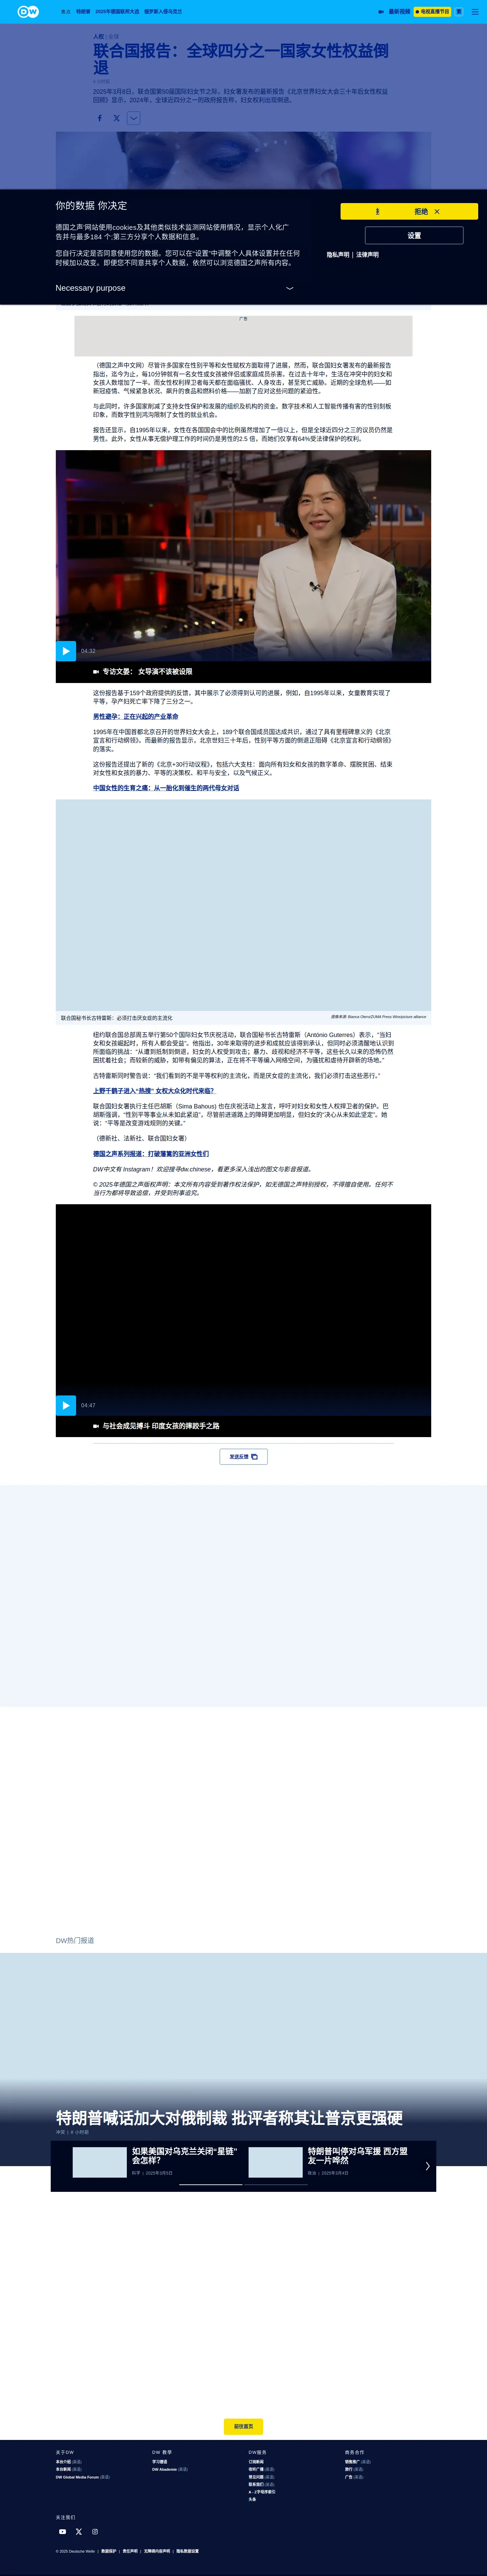 DW
焦点
特朗普
2025年德国联邦大选
俄罗斯入侵乌克兰
最新视频
电视直播节目
繁
人权 | 全球
联合国报告：全球四分之一国家女性权益倒
退
2025年3月8日，联合国第50届国际妇女节之际，妇女署发布的最新报告《北京世界妇女大会三十年后女性权益
回顾》显示，2024年，全球近四分之一的政府报告称，妇女权利出现倒退。
你的数据 你决定
德国之声'网站使用cookies及其他类似技术监测网站使用情况，显示个人化广
告并与最多184 个;第三方分享个人数据和信息。
您自行决定是否同意使用您的数据。您可以在"设置"中调整个人具体设置并在任何
时候加以改变。即便您不同意共享个人数据，依然可以浏览德国之声所有内容。
Necessary purpose
拒绝
设置
隐私声明 | 法律声明
广告
（德国之声中文网）尽管许多国家在性别平等和女性赋权方面取得了进展，然而，联合国妇女署发布的最新报告
指出，迄今为止，每10分钟就有一名女性或女孩被伴侣或家庭成员杀害。在过去十年中，生活在冲突中的妇女和
女孩人数增加了一半。而女性权利捍卫者每天都在面临骚扰、人身攻击，甚至死亡威胁。近期的全球危机——如
新冠疫情、气候紧急状况、飙升的食品和燃料价格——加剧了应对这些问题的紧迫性。
与此同时，许多国家削减了支持女性保护和发展的组织及机构的资金。数字技术和人工智能传播有害的性别刻板
印象，而数字性别鸿沟限制了女性的就业机会。
报告还显示，自1995年以来，女性在各国国会中的比例虽然增加了一倍以上，但是全球近四分之三的议员仍然是
男性。此外，女性从事无偿护理工作的时间仍是男性的2.5 倍，而她们仅享有64%受法律保护的权利。
04:32
专访文晏： 女导演不该被设限
这份报告基于159个政府提供的反馈，其中展示了必须得到认可的进展，例如，自1995年以来，女童教育实现了
平等，孕产妇死亡率下降了三分之一。
男性避孕：正在兴起的产业革命
1995年在中国首都北京召开的世界妇女大会上，189个联合国成员国达成共识，通过了具有里程碑意义的《北京
宣言和行动纲领》。而最新的报告显示，北京世妇三十年后，性别平等方面的倒退正阻碍《北京宣言和行动纲领》
的落实。
这份报告还提出了新的《北京+30行动议程》，包括六大支柱：面向所有妇女和女孩的数字革命、摆脱贫困、结束
对女性和女孩的暴力、平等的决策权、和平与安全，以及气候正义。
中国女性的生育之痛：从一胎化到催生的两代母女对话
联合国秘书长古特雷斯：必须打击厌女症的主流化
图像来源: Bianca Otero/ZUMA Press Wire/picture alliance
纽约联合国总部周五举行第50个国际妇女节庆祝活动，联合国秘书长古特雷斯（António Guterres）表示，"当妇
女和女孩崛起时，所有人都会受益"。他指出，30年来取得的进步和成就应该得到承认，但同时必须清醒地认识到
所面临的挑战："从遭到抵制到倒退，妇女的人权受到攻击；暴力、歧视和经济不平等，这些长久以来的恐怖仍然
困扰着社会；而较新的威胁，如带有偏见的算法，正在将不平等编入网络空间，为骚扰和虐待开辟新的场地。"
古特雷斯同时警告说："我们看到的不是平等权利的主流化，而是厌女症的主流化，我们必须打击这些恶行。"
上野千鹤子进入"热搜" 女权大众化时代来临？
联合国妇女署执行主任巴胡斯（Sima Bahous) 也在庆祝活动上发言，呼吁对妇女和女性人权捍卫者的保护。巴
胡斯强调，"性别平等事业从未如此紧迫"，尽管前进道路上的障碍更加明显，但妇女的"决心从未如此坚定"。她
说："平等是改变游戏规则的关键。"
（德新社、法新社、联合国妇女署）
德国之声系列报道：打破藩篱的亚洲女性们
DW中文有 Instagram！欢迎搜寻dw.chinese，看更多深入浅出的图文与影音报道。
© 2025年德国之声版权声明：本文所有内容受到著作权法保护，如无德国之声特别授权，不得擅自使用。任何不
当行为都将导致追偿，并受到刑事追究。
04:47
与社会成见搏斗 印度女孩的摔跤手之路
发送反馈
DW热门报道
特朗普喊话加大对俄制裁 批评者称其让普京更强硬
冲突 | 8 小时前
如果美国对乌克兰关闭"星链"
会怎样？
科学 | 2025年3月5日
特朗普叫停对乌军援 西方盟
友一片哗然
政治 | 2025年3月4日
前往首页
关于DW
本台介绍 (英语)
本台新闻 (英语)
DW Global Media Forum (英语)
DW 教學
学习德语
DW Akademie (英语)
DW服务
订阅新闻
收听广播 (英语)
常见问题 (英语)
联系我们 (英语)
A - Z字母序索引
头条
商务合作
销售推广 (英语)
旅行 (英语)
广告 (英语)
关注我们
© 2025 Deutsche Welle | 数据保护 | 责任声明 | 无障碍内容声明 | 隐私数据设置